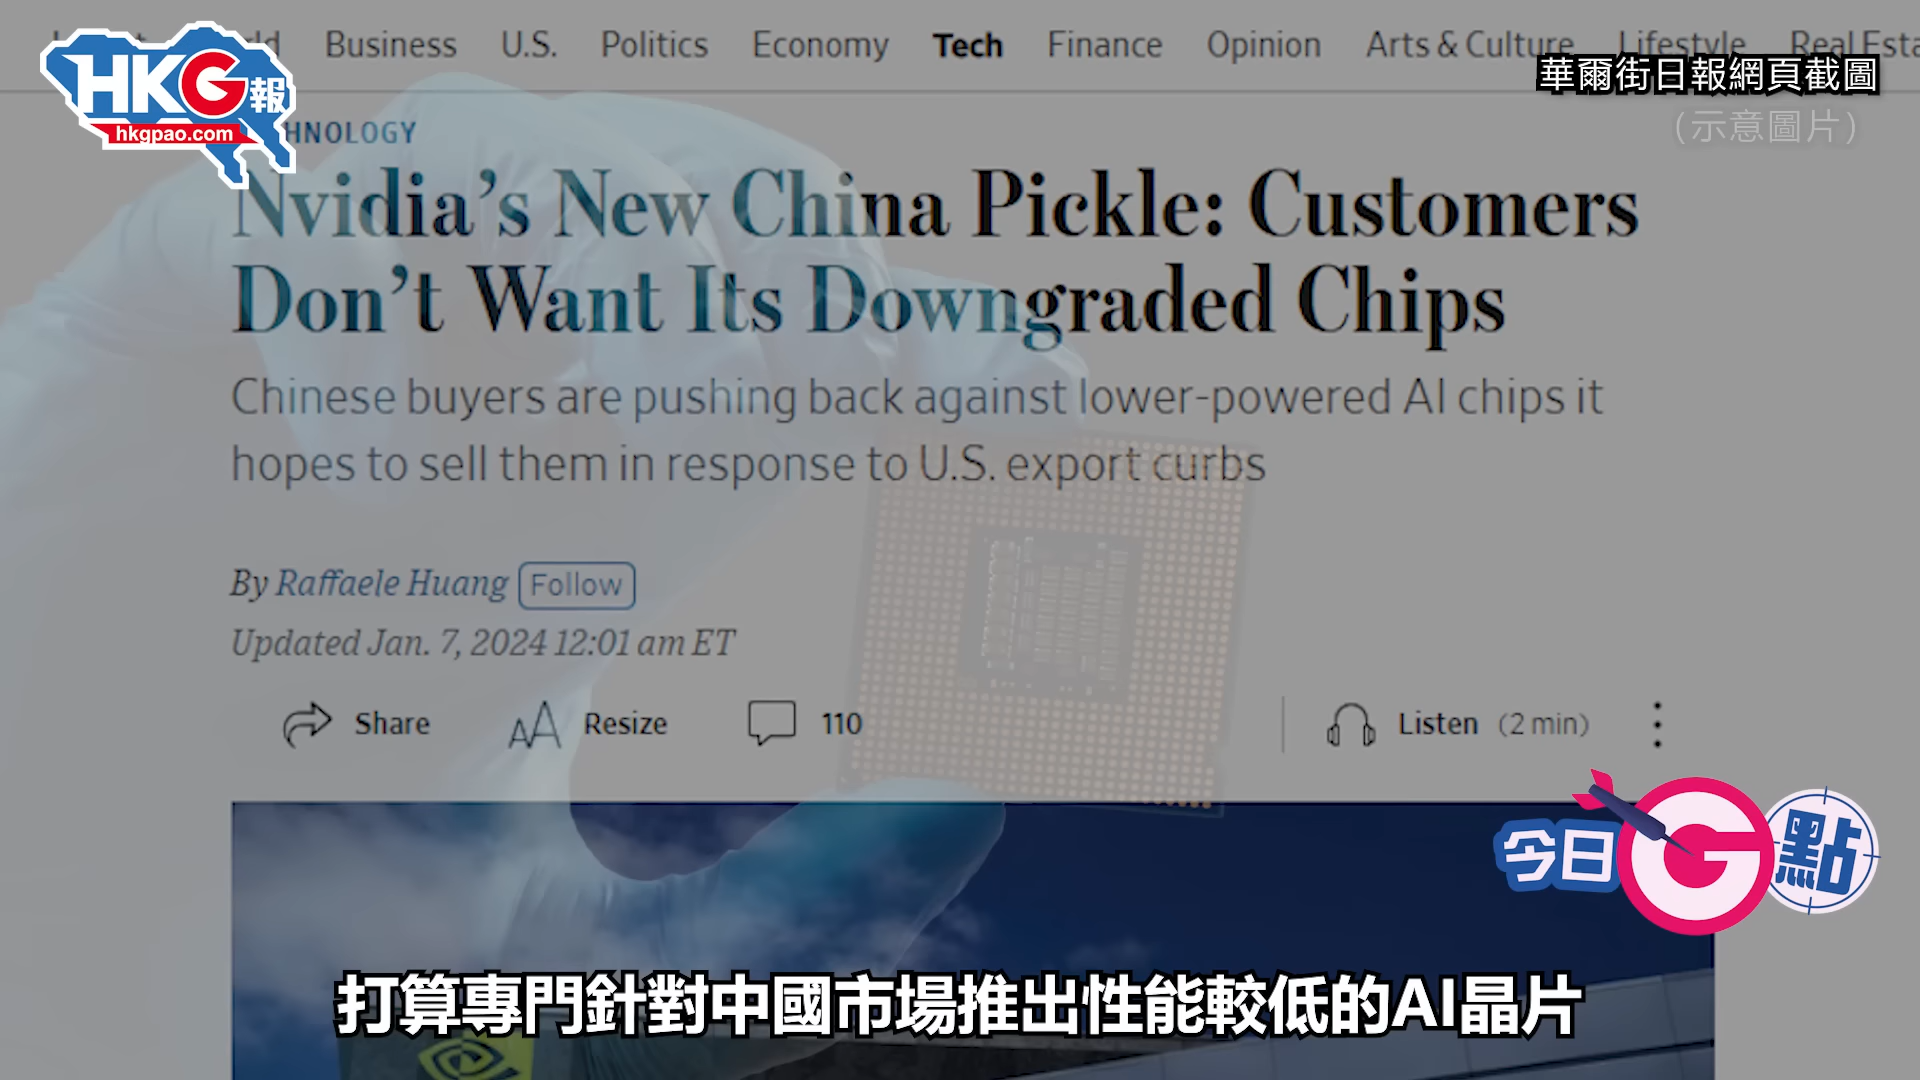 Business U.S. Politics Economy Tech Finance Opinion Arts & Culture Lifestyle Real Esta
HKG報
hkgpao.com
華爾街日報網頁截圖
(示意圖片)
HNOLOGY
Nvidia's New China Pickle: Customers
Don't Want Its Downgraded Chips
Chinese buyers are pushing back against lower-powered AI chips it
hopes to sell them in response to U.S. export curbs
By Raffaele Huang Follow
Updated Jan. 7, 2024 12:01 am ET
Share Resize 110 Listen (2 min)
今日G點
打算專門針對中國市場推出性能較低的AI晶片